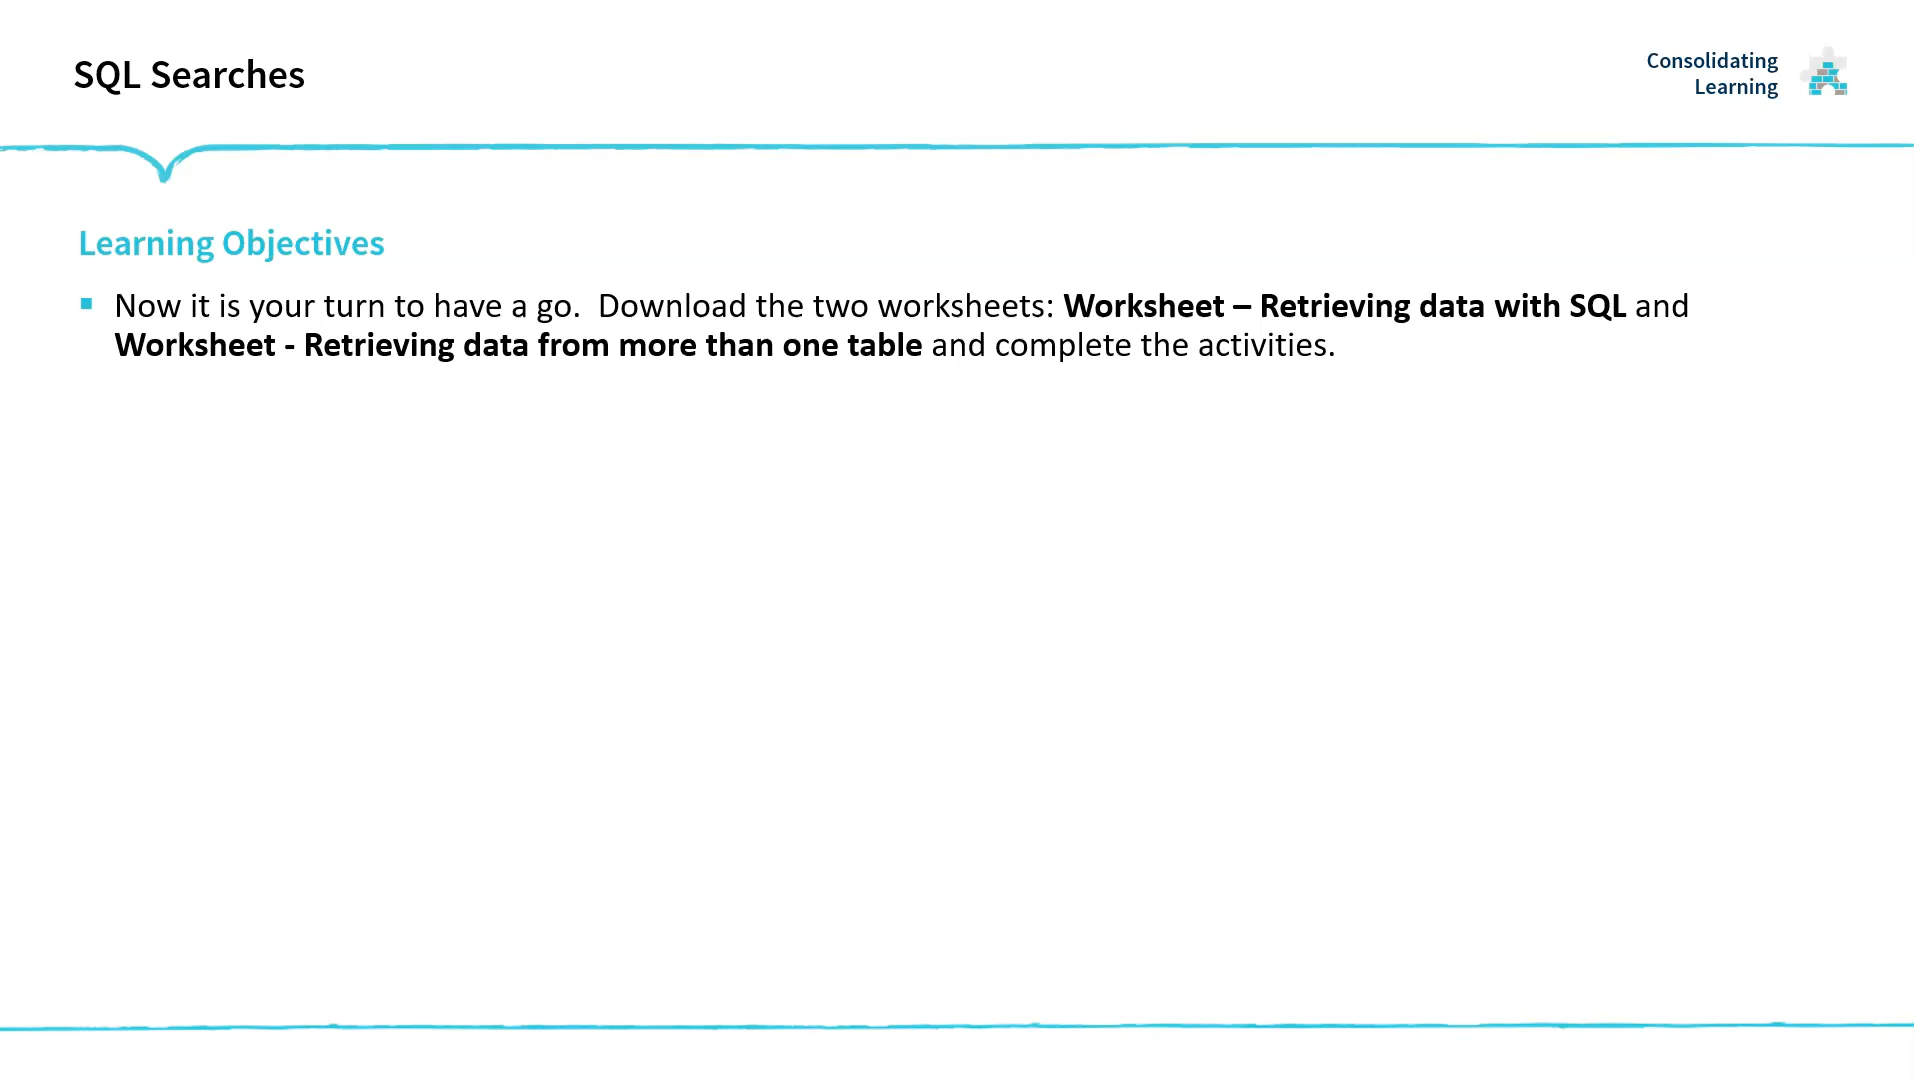 SQL Searches
Consolidating
Learning
Learning Objectives
▪ Now it is your turn to have a go.  Download the two worksheets: Worksheet – Retrieving data with SQL and
Worksheet - Retrieving data from more than one table and complete the activities.